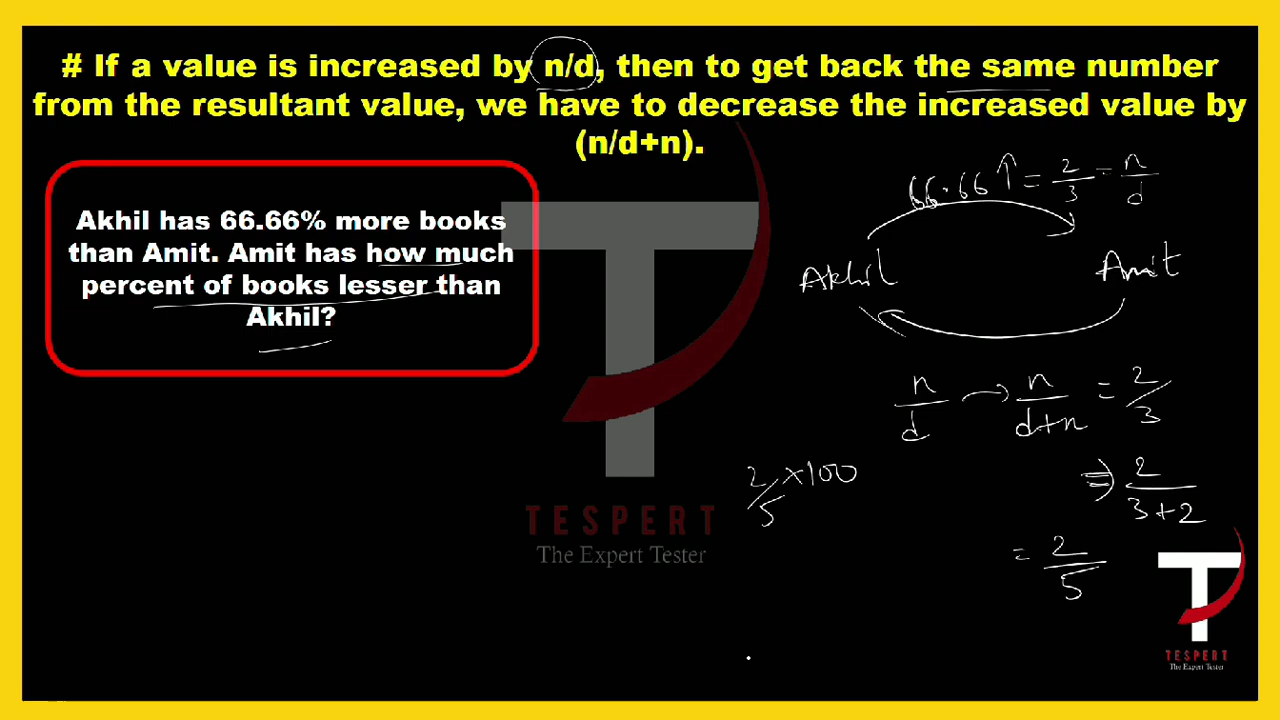 # If a value is increased by n/d, then to get back the same number
from the resultant value, we have to decrease the increased value by
(n/d+n).
Akhil has 66.66% more books
than Amit. Amit has how much
percent of books lesser than
Akhil?
66.66↑ = 2/3 = n/d
Akhil Amit
n/d → n/d+n = 2/3
2/5 ×100
⇒ 2/3+2
= 2/5
TESPERT
The Expert Tester
TESPERT
The Expert Tester